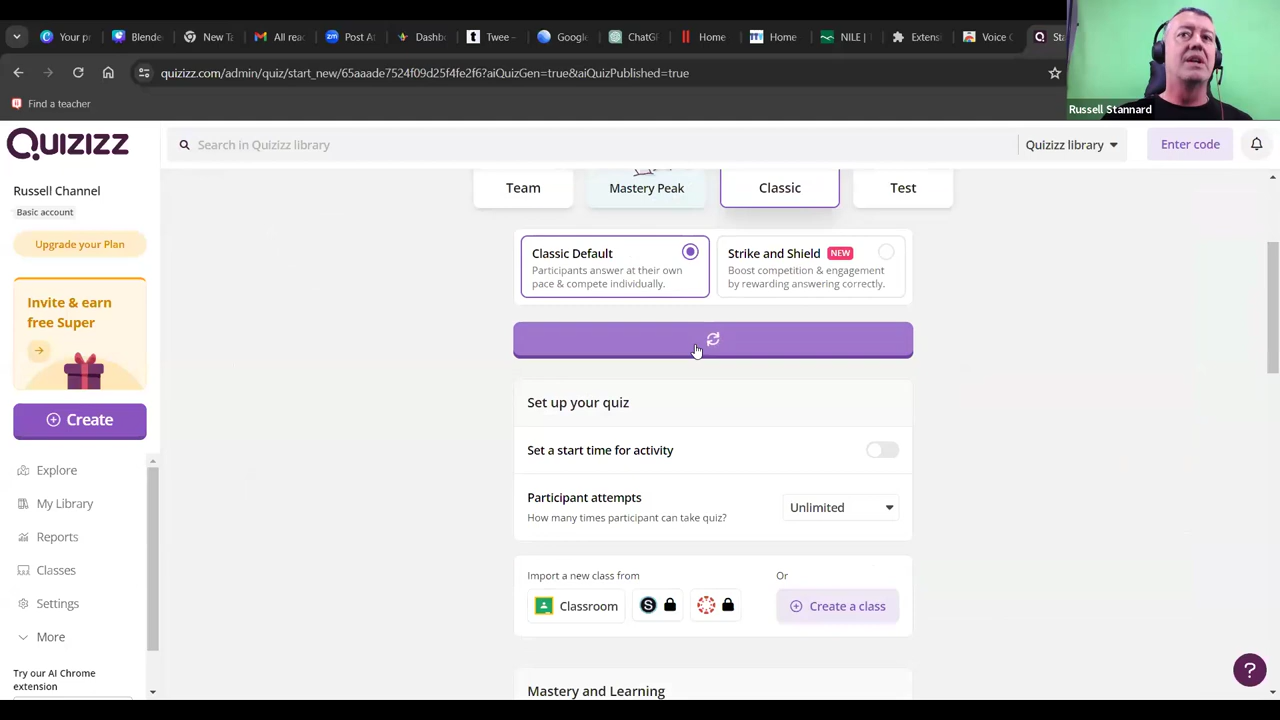 Your pr
Blende
New Ta
All rea
Post A
Dashb
Twee -
Google
ChatG
Home
Home
NILE |
Extensi
Voice C
Sta
quizizz.com/admin/quiz/start_new/65aaade7524f09d25f4fe2f6?aiQuizGen=true&aiQuizPublished=true
Find a teacher
Russell Stannard
Quizizz
Search in Quizizz library
Quizizz library
Enter code
Russell Channel
Basic account
Upgrade your Plan
Invite & earn
free Super
Create
Explore
My Library
Reports
Classes
Settings
More
Try our AI Chrome
extension
Team
Mastery Peak
Classic
Test
Classic Default
Participants answer at their own
pace & compete individually.
Strike and Shield NEW
Boost competition & engagement
by rewarding answering correctly.
Set up your quiz
Set a start time for activity
Participant attempts
How many times participant can take quiz?
Unlimited
Import a new class from
Or
Classroom
S
Create a class
Mastery and Learning
?